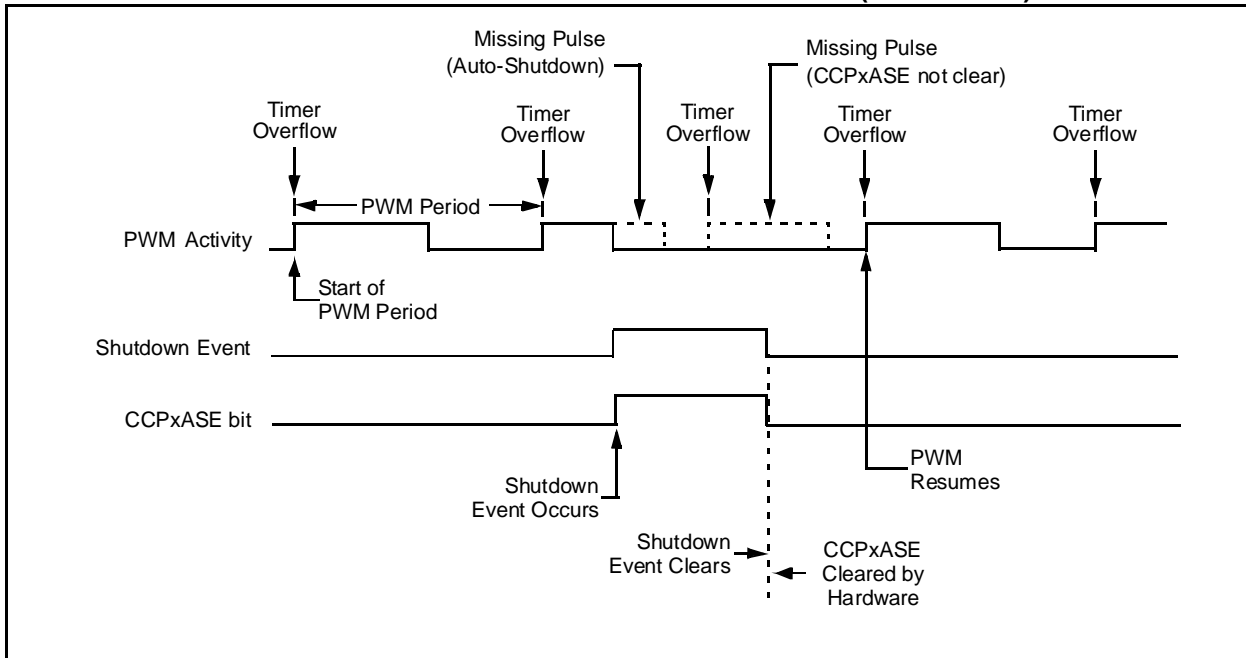 Missing Pulse
(Auto-Shutdown)
Missing Pulse
(CCPxASE not clear)
Timer
Overflow
Timer
Overflow
Timer
Overflow
Timer
Overflow
Timer
Overflow
PWM Period
PWM Activity
Start of
PWM Period
Shutdown Event
CCPxASE bit
Shutdown
Event Occurs
PWM
Resumes
Shutdown
Event Clears
CCPxASE
Cleared by
Hardware